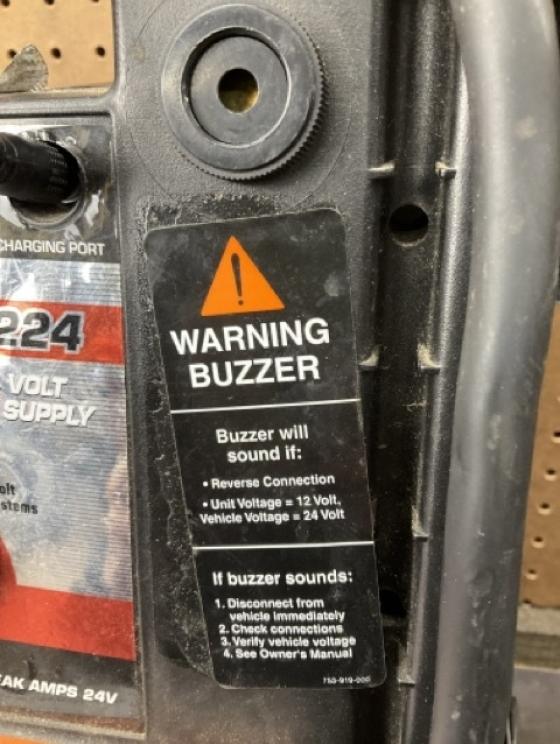 CHARGING PORT
224
VOLT
SUPPLY
olt
stems
AK AMPS 24V
WARNING
BUZZER
Buzzer will
sound if:
• Reverse Connection
• Unit Voltage = 12 Volt,
Vehicle Voltage = 24 Volt
If buzzer sounds:
1. Disconnect from
vehicle immediately
2. Check connections
3. Verify vehicle voltage
4. See Owner's Manual